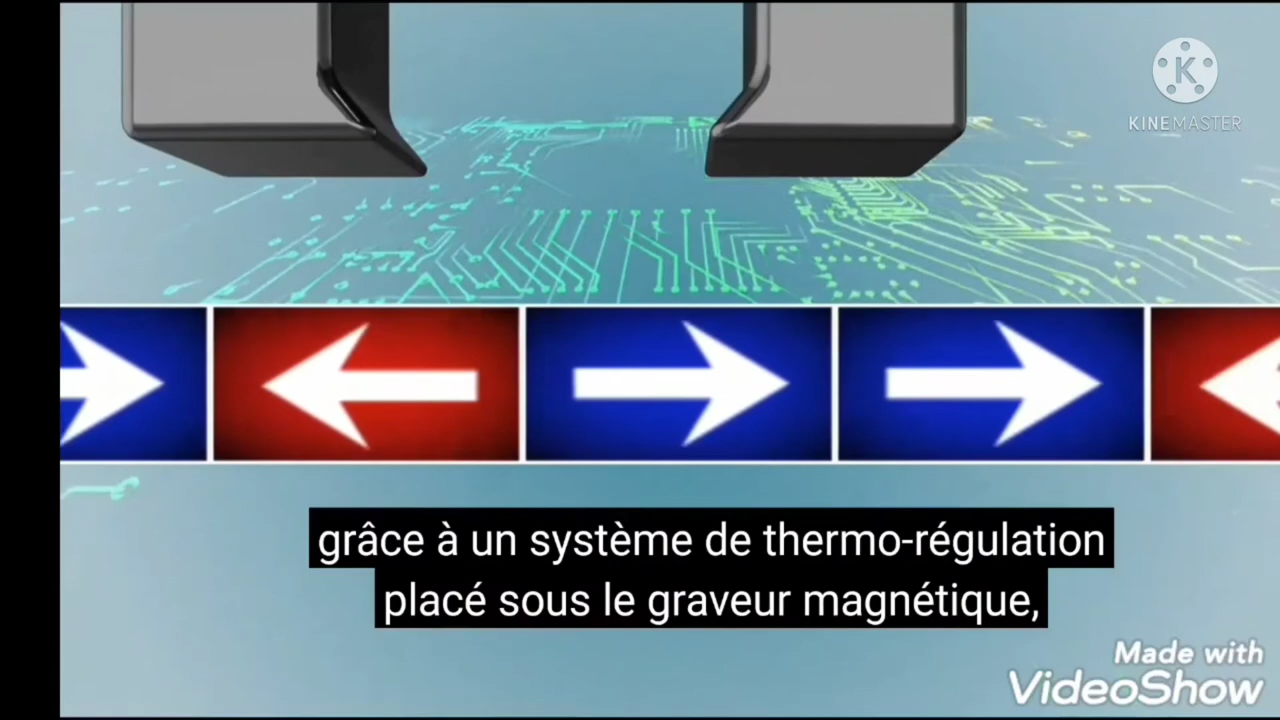 K
KINEMASTER
grâce à un système de thermo-régulation
placé sous le graveur magnétique,
Made with
VideoShow